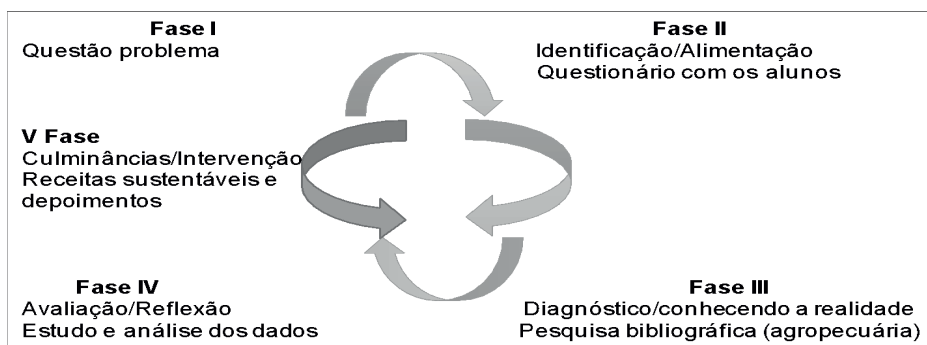 Fase I
Questão problema
Fase II
Identificação/Alimentação
Questionário com os alunos
V Fase
Culminâncias/Intervenção
Receitas sustentáveis e
depoimentos
Fase IV
Avaliação/Reflexão
Estudo e análise dos dados
Fase III
Diagnóstico/conhecendo a realidade
Pesquisa bibliográfica (agropecuária)